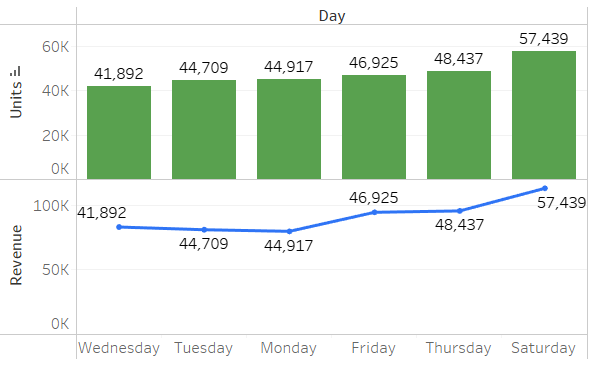 Day
Units
60K
40K
20K
0K
41,892 44,709 44,917 46,925 48,437 57,439
Revenue
100K
50K
0K
41,892 44,709 44,917 46,925 48,437 57,439
Wednesday Tuesday Monday Friday Thursday Saturday